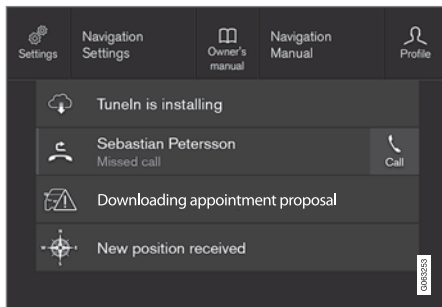 Settings
Navigation
Settings
Owner's
manual
Navigation
Manual
Profile
TuneIn is installing
Sebastian Petersson
Missed call
Call
Downloading appointment proposal
New position received
G063253